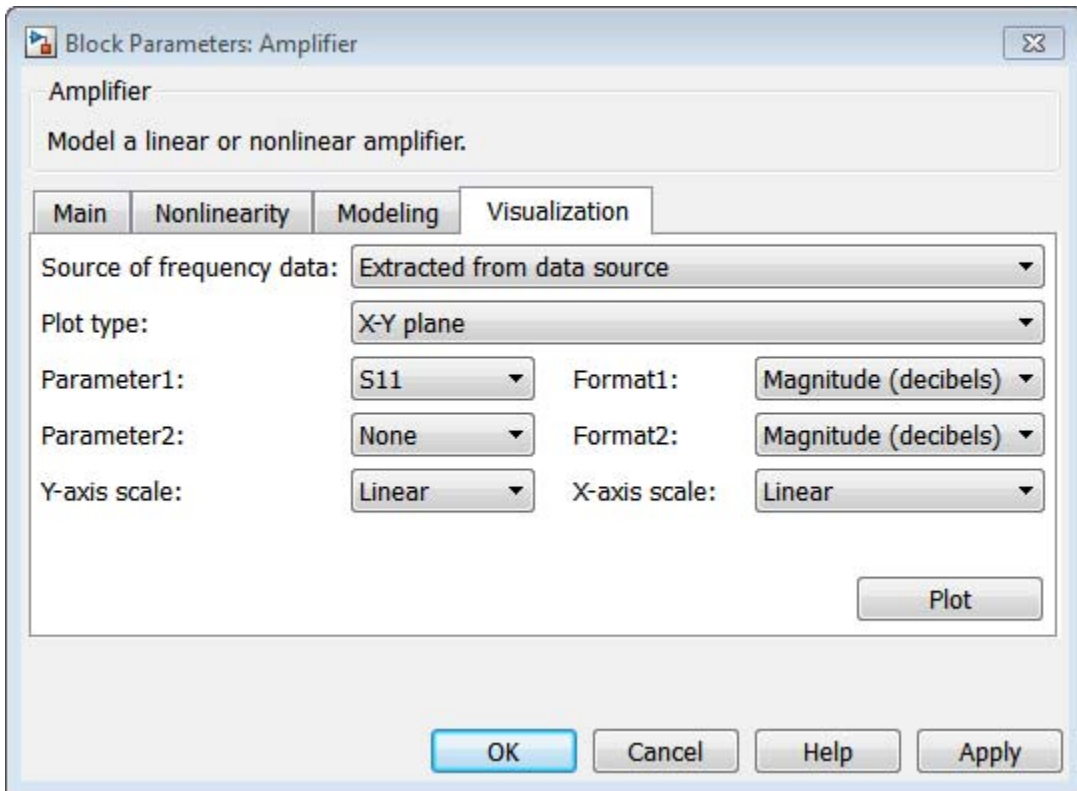 Block Parameters: Amplifier
Amplifier
Model a linear or nonlinear amplifier.
Main Nonlinearity Modeling Visualization
Source of frequency data: Extracted from data source
Plot type: X-Y plane
Parameter1: S11 Format1: Magnitude (decibels)
Parameter2: None Format2: Magnitude (decibels)
Y-axis scale: Linear X-axis scale: Linear
Plot
OK Cancel Help Apply